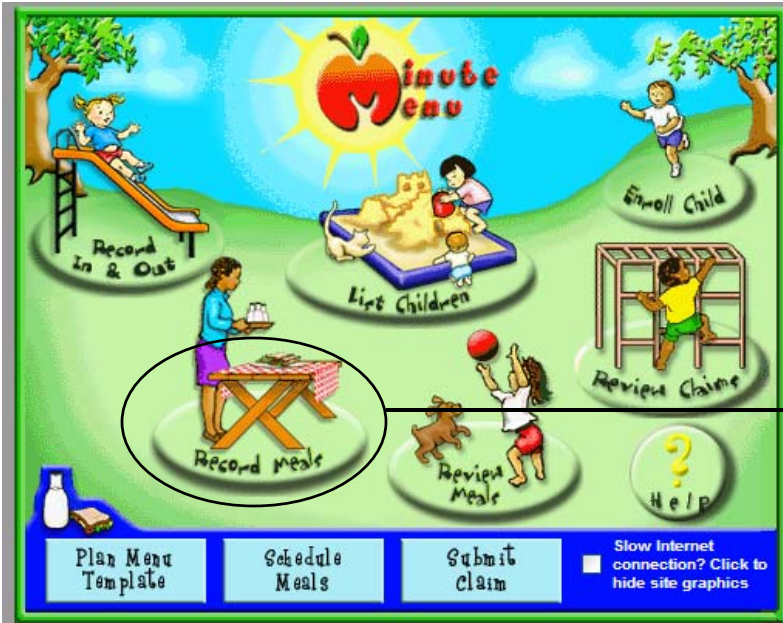 Minute
Menu
Enroll Child
Record
In & Out
List Children
Review Claims
Record Meals
Review
Meals
?
Help
Plan Menu
Template
Schedule
Meals
Submit
Claim
Slow Internet
connection? Click to
hide site graphics